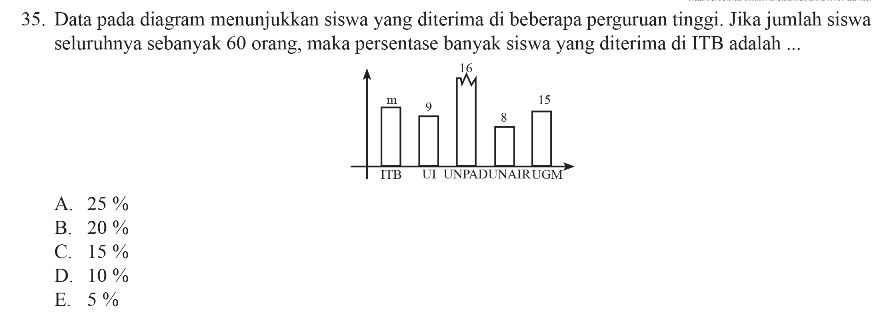 35. Data pada diagram menunjukkan siswa yang diterima di beberapa perguruan tinggi. Jika jumlah siswa
seluruhnya sebanyak 60 orang, maka persentase banyak siswa yang diterima di ITB adalah ...
16
m
9
15
8
ITB UI UNPAD UNAIR UGM
A. 25 %
B. 20 %
C. 15 %
D. 10 %
E. 5 %